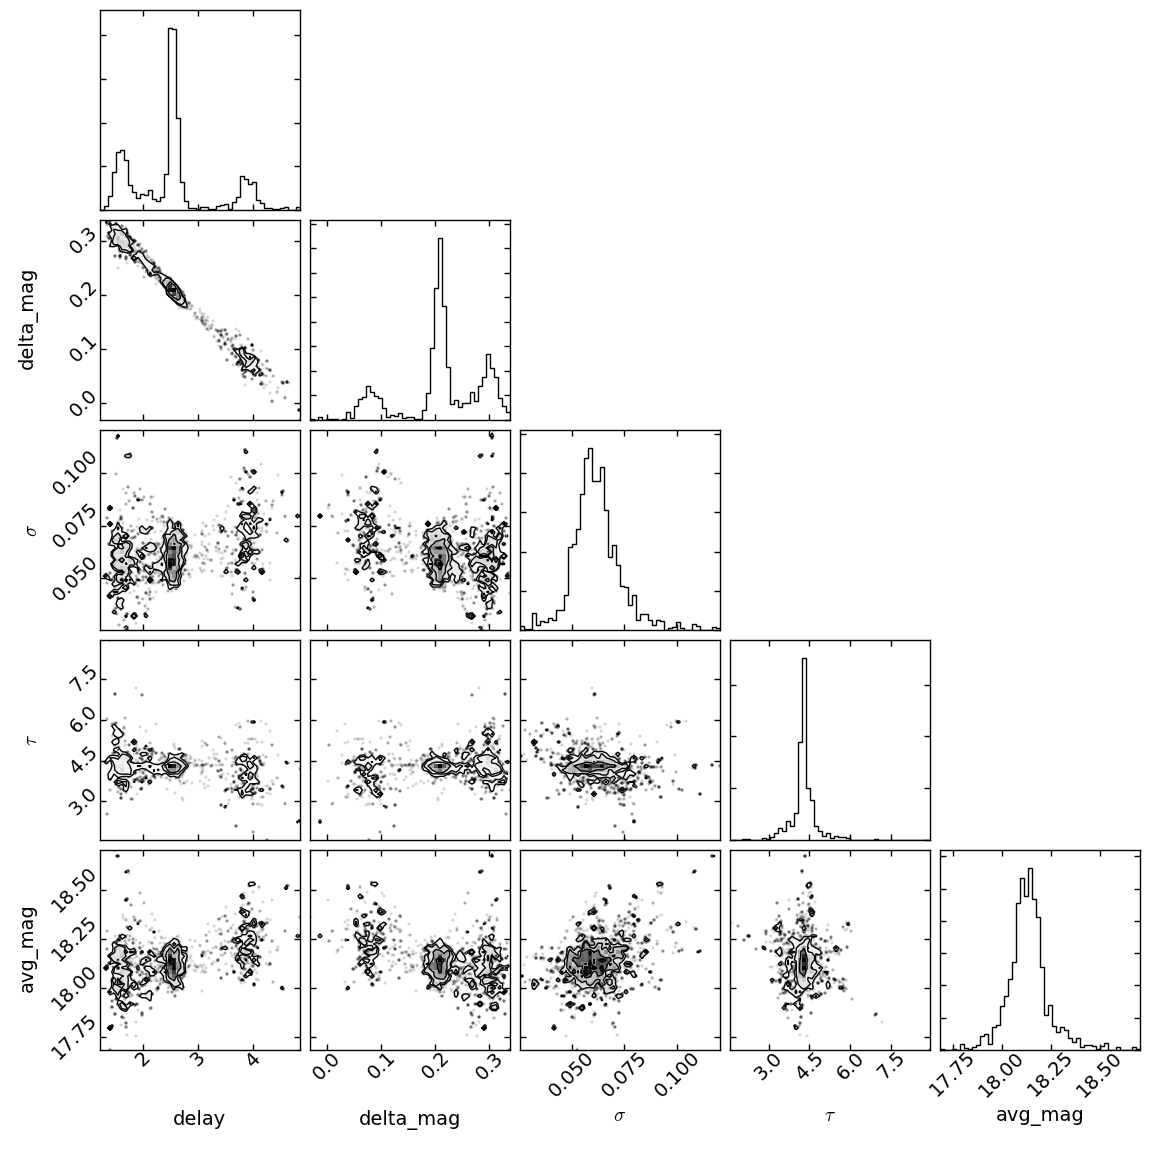 delta_mag
0.3
0.2
0.1
0.0
σ
0.100
0.075
0.050
τ
7.5
6.0
4.5
3.0
avg_mag
18.50
18.25
18.00
17.75
2 3 4
0.0 0.1 0.2 0.3
0.050 0.075 0.100
3.0 4.5 6.0 7.5
17.75 18.00 18.25 18.50
delay delta_mag σ τ avg_mag